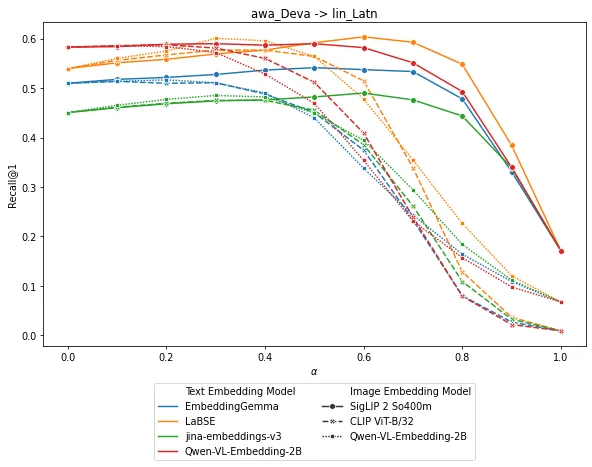 awa_Deva -> lin_Latn
0.6
0.5
0.4
0.3
0.2
0.1
0.0
Recall@1
0.0 0.2 0.4 0.6 0.8 1.0
α
Text Embedding Model Image Embedding Model
EmbeddingGemma SigLIP 2 So400m
LaBSE CLIP ViT-B/32
jina-embeddings-v3 Qwen-VL-Embedding-2B
Qwen-VL-Embedding-2B